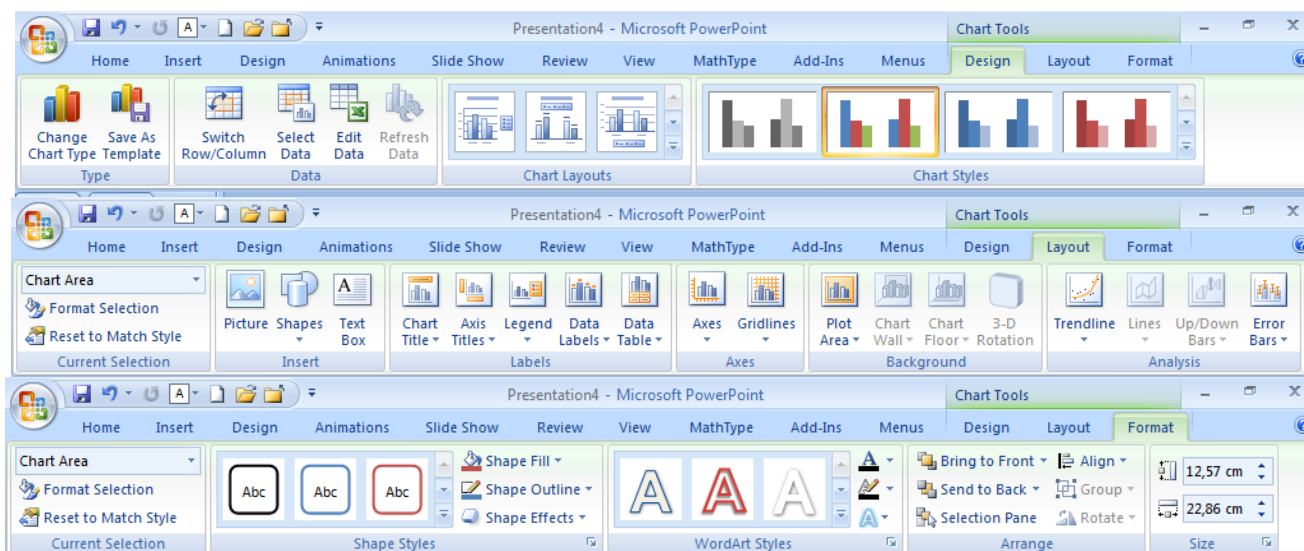 Presentation4 - Microsoft PowerPoint
Chart Tools
Home Insert Design Animations Slide Show Review View MathType Add-Ins Menus Design Layout Format
Change Chart Type
Save As Template
Switch Row/Column
Select Data
Edit Data
Refresh Data
Type Data Chart Layouts Chart Styles
Presentation4 - Microsoft PowerPoint
Chart Tools
Home Insert Design Animations Slide Show Review View MathType Add-Ins Menus Design Layout Format
Chart Area
Format Selection
Reset to Match Style
Picture Shapes Text Box
Chart Title
Axis Titles
Legend
Data Labels
Data Table
Axes Gridlines
Plot Area
Chart Wall
Chart Floor
3-D Rotation
Trendline Lines Up/Down Bars
Error Bars
Current Selection Insert Labels Axes Background Analysis
Presentation4 - Microsoft PowerPoint
Chart Tools
Home Insert Design Animations Slide Show Review View MathType Add-Ins Menus Design Layout Format
Chart Area
Format Selection
Reset to Match Style
Abc Abc Abc
Shape Fill
Shape Outline
Shape Effects
A A A
A
A
Bring to Front
Send to Back
Selection Pane
Align
Group
Rotate
12,57 cm
22,86 cm
Current Selection Shape Styles WordArt Styles Arrange Size